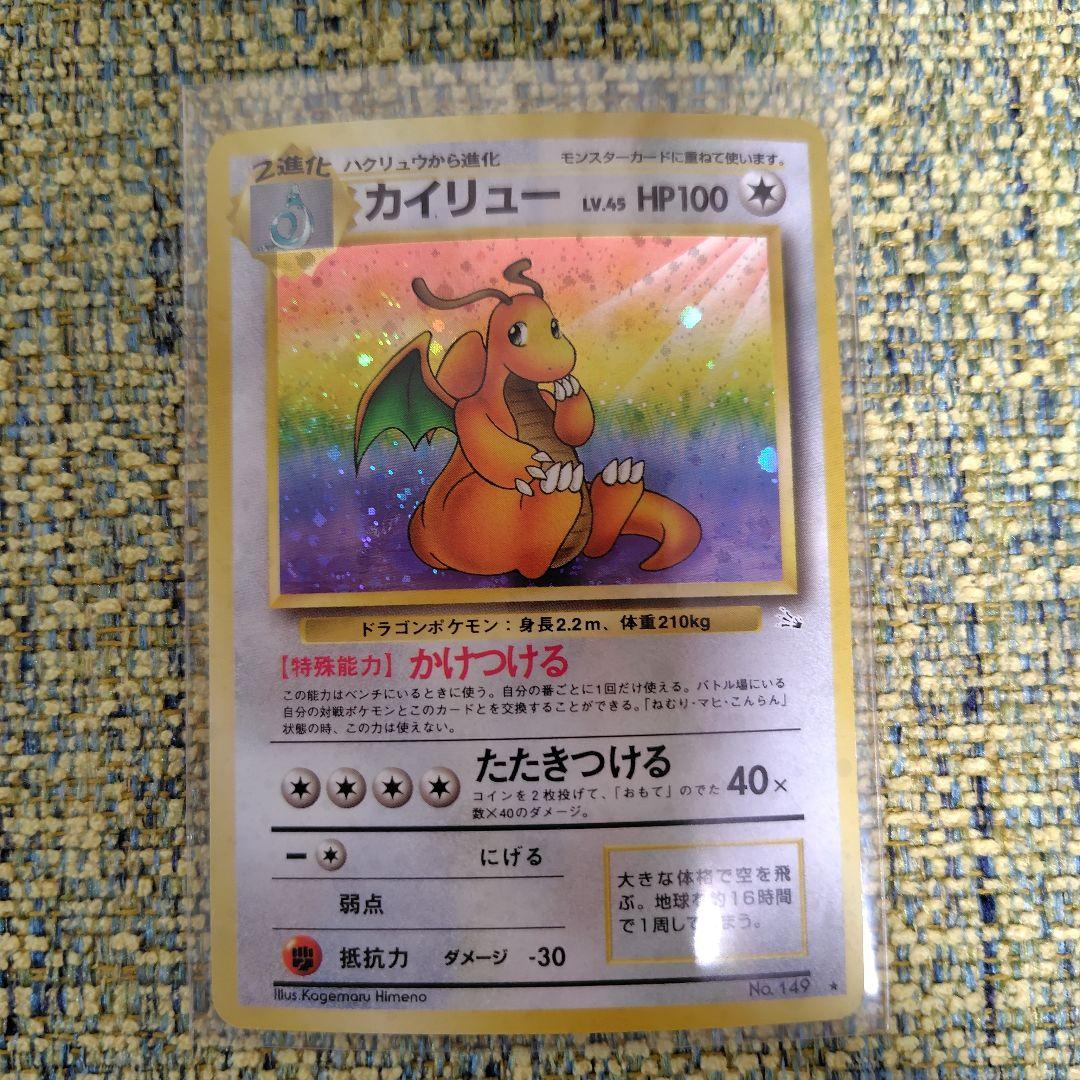 2進化
ハクリュウから進化
モンスターカードに重ねて使います。
カイリュー LV.45 HP100
ドラゴンポケモン：身長2.2m、体重210kg
【特殊能力】かけつける
この能力はベンチにいるときに使う。自分の番ごとに1回だけ使える。バトル場にいる
自分の対戦ポケモンとこのカードとを交換することができる。「ねむり・マヒ・こんらん」
状態の時、この力は使えない。
たたきつける
コインを2枚投げて、「おもて」のでた
数×40のダメージ。
40×
にげる
弱点
抵抗力 ダメージ -30
大きな体格で空を飛
ぶ。地球を約16時間
で1周してしまう。
Illus.Kagemaru Himeno
No. 149